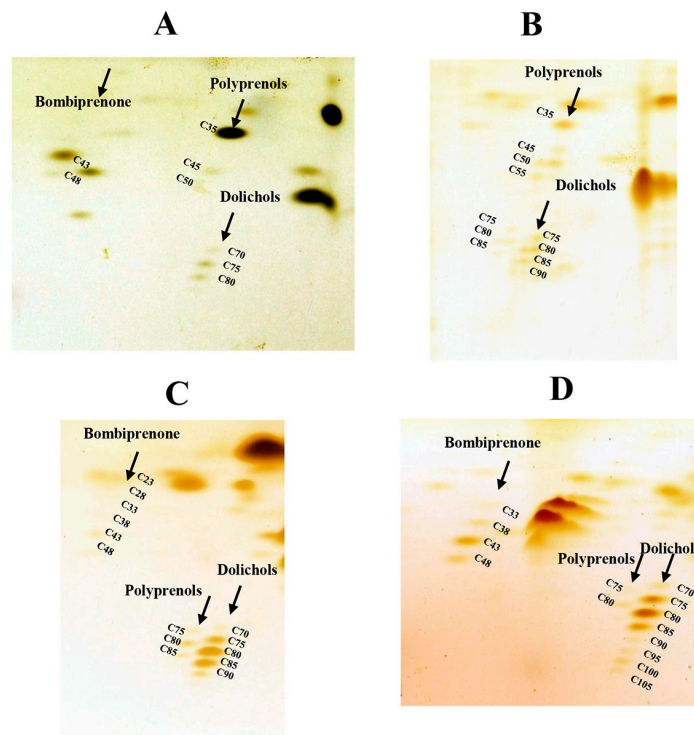 A
Bombiprenone
Polyprenols
C35
C43
C48
C45
C50
Dolichols
C70
C75
C80
B
Polyprenols
C35
C45
C50
C55
Dolichols
C75
C80
C85
C75
C80
C85
C90
C
Bombiprenone
C23
C28
C33
C38
C43
C48
Polyprenols
Dolichols
C75
C80
C85
C70
C75
C80
C85
C90
D
Bombiprenone
C33
C38
C43
C48
Polyprenols
Dolichols
C75
C80
C70
C75
C80
C85
C90
C95
C100
C105